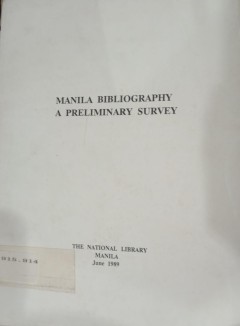 MANILA BIBLIOGRAPHY
A PRELIMINARY SURVEY
THE NATIONAL LIBRARY
MANILA
June 1989